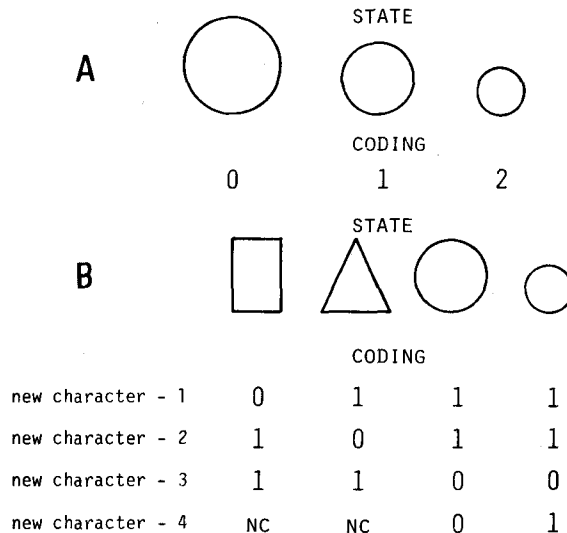 STATE
A
CODING
0 1 2
STATE
B
CODING
new character - 1 0 1 1 1
new character - 2 1 0 1 1
new character - 3 1 1 0 0
new character - 4 NC NC 0 1